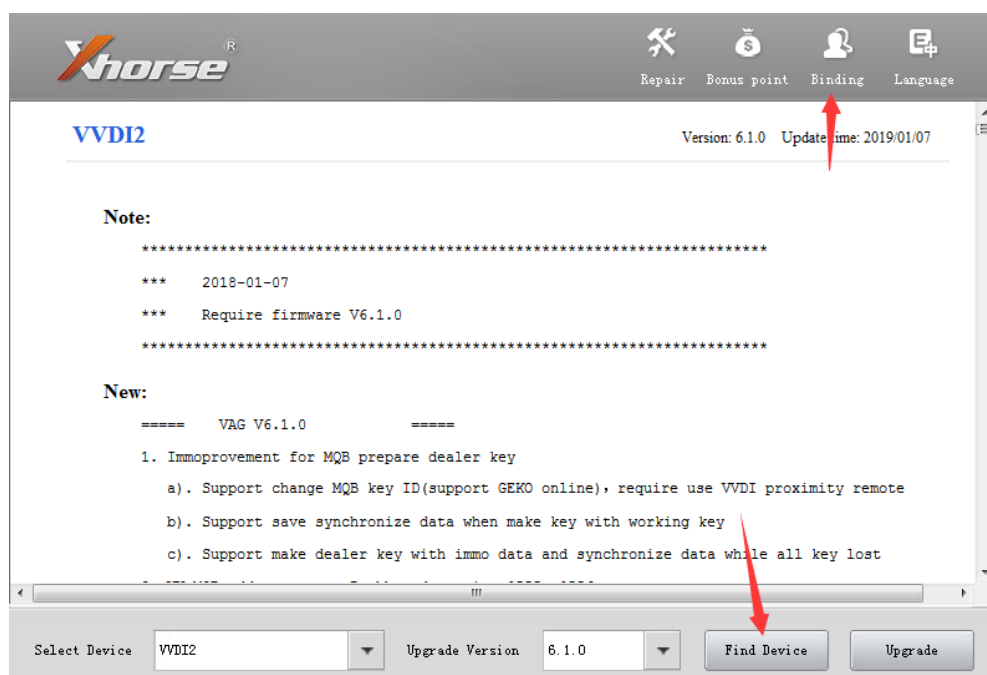 Xhorse®
Repair Bonus point Binding Language
VVDI2
Version: 6.1.0 Update time: 2019/01/07
Note:
************************************************************************
*** 2018-01-07
*** Require firmware V6.1.0
************************************************************************
New:
===== VAG V6.1.0 =====
1. Immoprovement for MQB prepare dealer key
a). Support change MQB key ID(support GEKO online), require use VVDI proximity remote
b). Support save synchronize data when make key with working key
c). Support make dealer key with immo data and synchronize data while all key lost
Select Device VVDI2 Upgrade Version 6.1.0 Find Device Upgrade